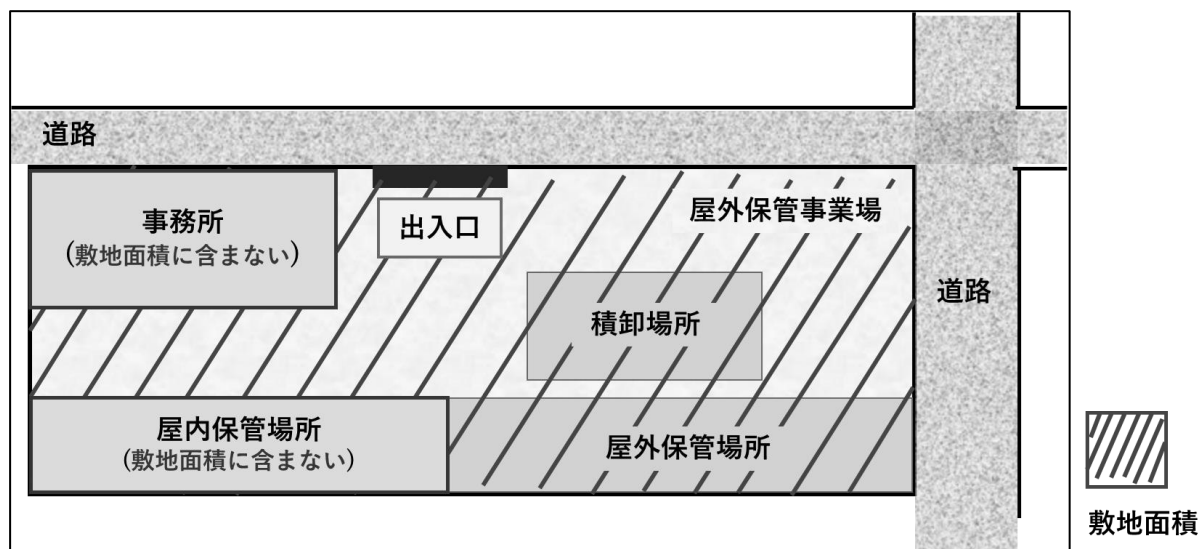 道路
事務所
(敷地面積に含まない)
出入口
屋外保管事業場
積卸場所
道路
屋内保管場所
(敷地面積に含まない)
屋外保管場所
敷地面積